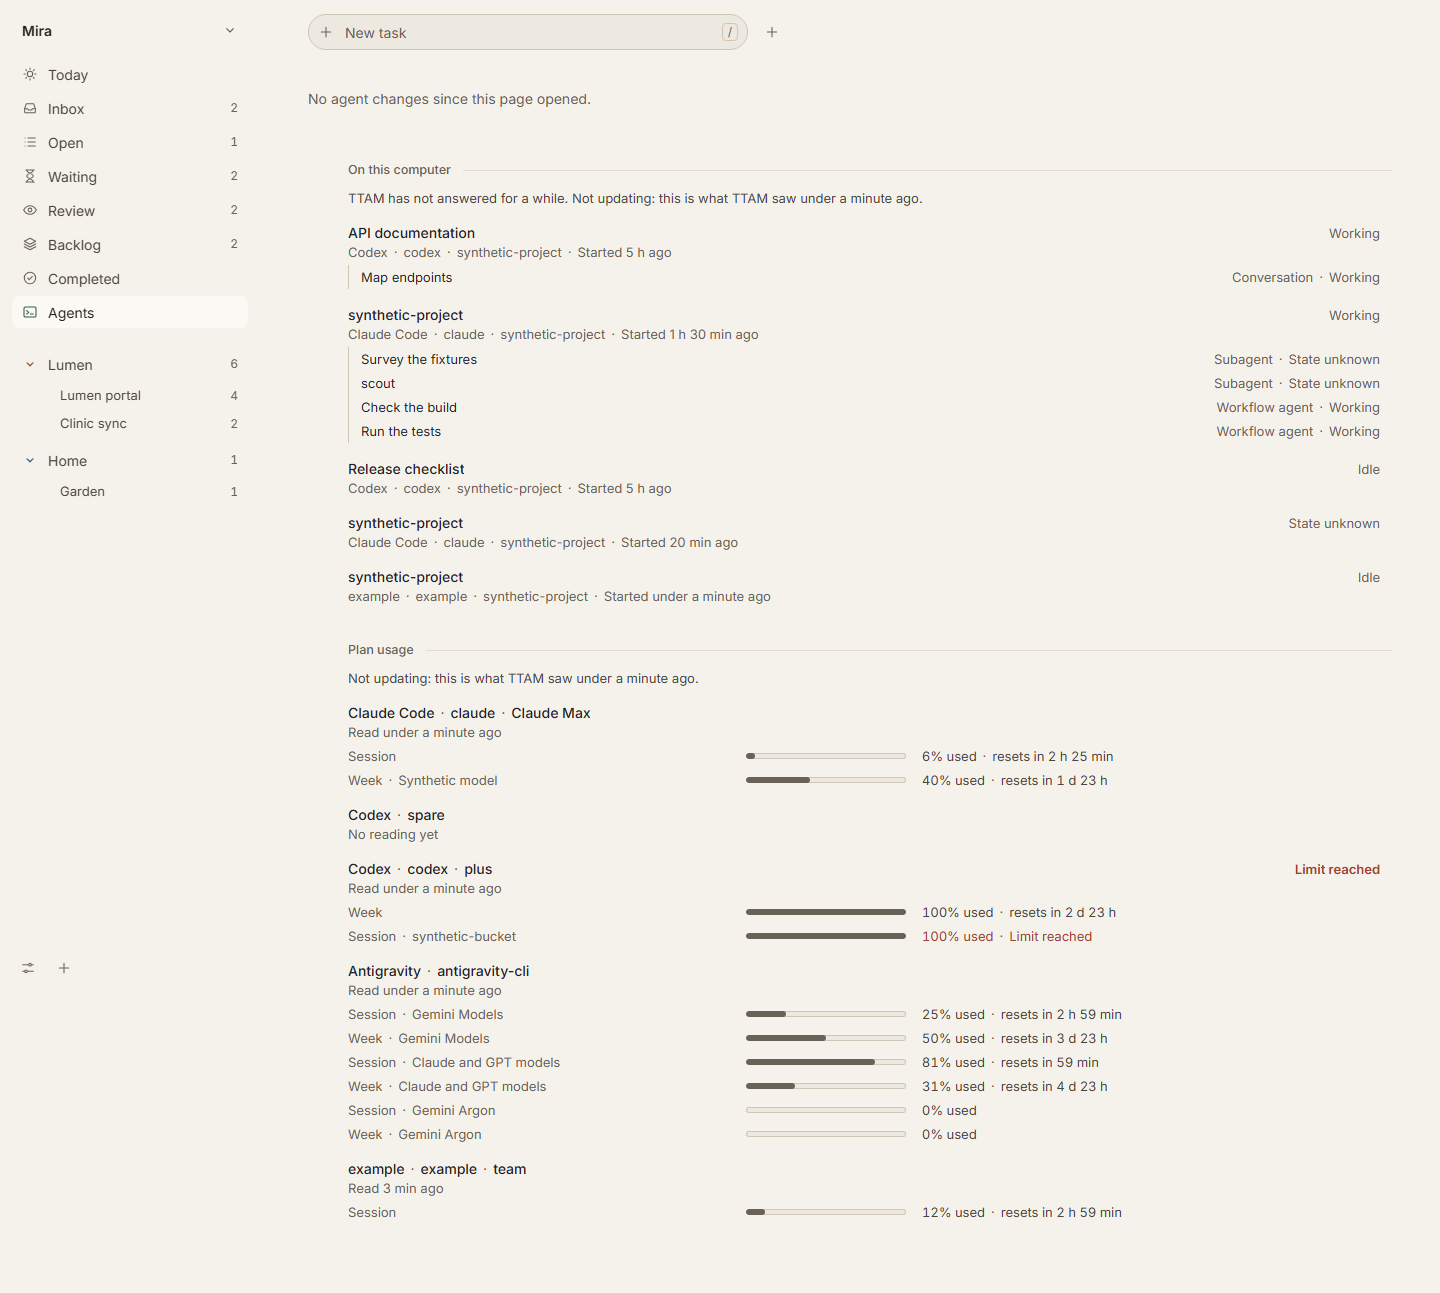 Mira
New task /
Today
Inbox 2
Open 1
Waiting 2
Review 2
Backlog 2
Completed
Agents
Lumen 6
Lumen portal 4
Clinic sync 2
Home 1
Garden 1
No agent changes since this page opened.
On this computer
TTAM has not answered for a while. Not updating: this is what TTAM saw under a minute ago.
API documentation Working
Codex · codex · synthetic-project · Started 5 h ago
Map endpoints Conversation · Working
synthetic-project Working
Claude Code · claude · synthetic-project · Started 1 h 30 min ago
Survey the fixtures Subagent · State unknown
scout Subagent · State unknown
Check the build Workflow agent · Working
Run the tests Workflow agent · Working
Release checklist Idle
Codex · codex · synthetic-project · Started 5 h ago
synthetic-project State unknown
Claude Code · claude · synthetic-project · Started 20 min ago
synthetic-project Idle
example · example · synthetic-project · Started under a minute ago
Plan usage
Not updating: this is what TTAM saw under a minute ago.
Claude Code · claude · Claude Max
Read under a minute ago
Session 6% used · resets in 2 h 25 min
Week · Synthetic model 40% used · resets in 1 d 23 h
Codex · spare
No reading yet
Codex · codex · plus Limit reached
Read under a minute ago
Week 100% used · resets in 2 d 23 h
Session · synthetic-bucket 100% used · Limit reached
Antigravity · antigravity-cli
Read under a minute ago
Session · Gemini Models 25% used · resets in 2 h 59 min
Week · Gemini Models 50% used · resets in 3 d 23 h
Session · Claude and GPT models 81% used · resets in 59 min
Week · Claude and GPT models 31% used · resets in 4 d 23 h
Session · Gemini Argon 0% used
Week · Gemini Argon 0% used
example · example · team
Read 3 min ago
Session 12% used · resets in 2 h 59 min